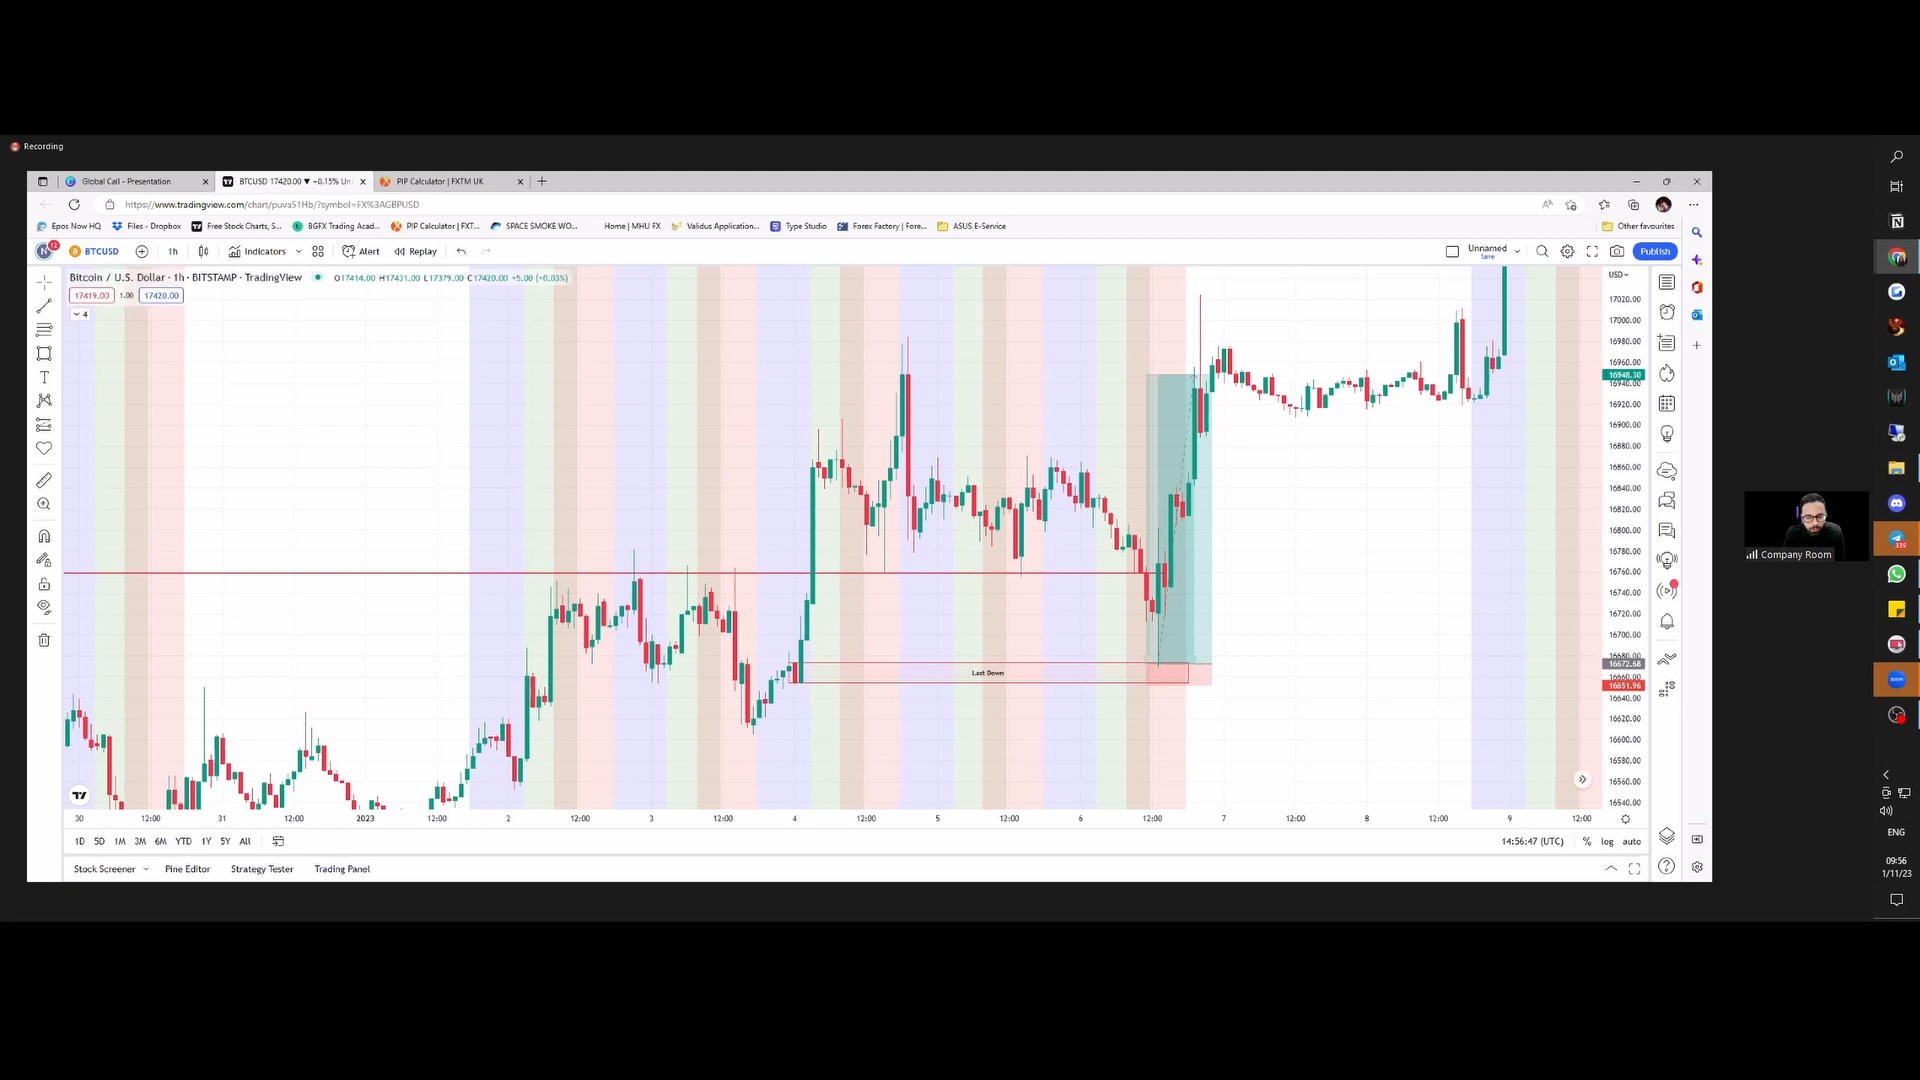 Recording
Global Call - Presentation
BTCUSD 17420.00 ▼ −0.15% Un
PIP Calculator | FXTM UK
https://www.tradingview.com/chart/puva51Hb/?symbol=FX%3AGBPUSD
Epos Now HQ
Files - Dropbox
Free Stock Charts, S...
BGFX Trading Acad...
PIP Calculator | FXT...
SPACE SMOKE WO...
Home | MHU FX
Validus Application...
Type Studio
Forex Factory | Fore...
ASUS E-Service
Other favourites
12
BTCUSD
1h
Indicators
Alert
Replay
Unnamed
Save
Publish
Bitcoin / U.S. Dollar · 1h · BITSTAMP · TradingView
O17414.00 H17431.00 L17379.00 C17420.00 +5.00 (+0.03%)
USD
17419.00 1.00 17420.00
4
17020.00
17000.00
16980.00
16960.00
16948.30
16940.00
16920.00
16900.00
16880.00
16860.00
16840.00
16820.00
16800.00
16780.00
16760.00
16740.00
16720.00
16700.00
16680.00
16672.68
16660.00
16651.96
16640.00
16620.00
16600.00
16580.00
16560.00
16540.00
Last Down
30 12:00 31 12:00 2023 12:00 2 12:00 3 12:00 4 12:00 5 12:00 6 12:00 7 12:00 8 12:00 9 12:00
1D 5D 1M 3M 6M YTD 1Y 5Y All
14:56:47 (UTC) % log auto
Stock Screener
Pine Editor
Strategy Tester
Trading Panel
Company Room
339
zoom
ENG
09:56
1/11/23